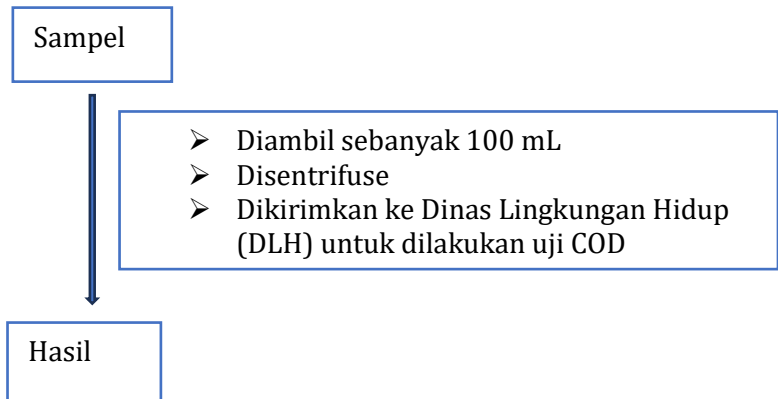 Sampel
➢ Diambil sebanyak 100 mL
➢ Disentrifuse
➢ Dikirimkan ke Dinas Lingkungan Hidup
(DLH) untuk dilakukan uji COD
Hasil